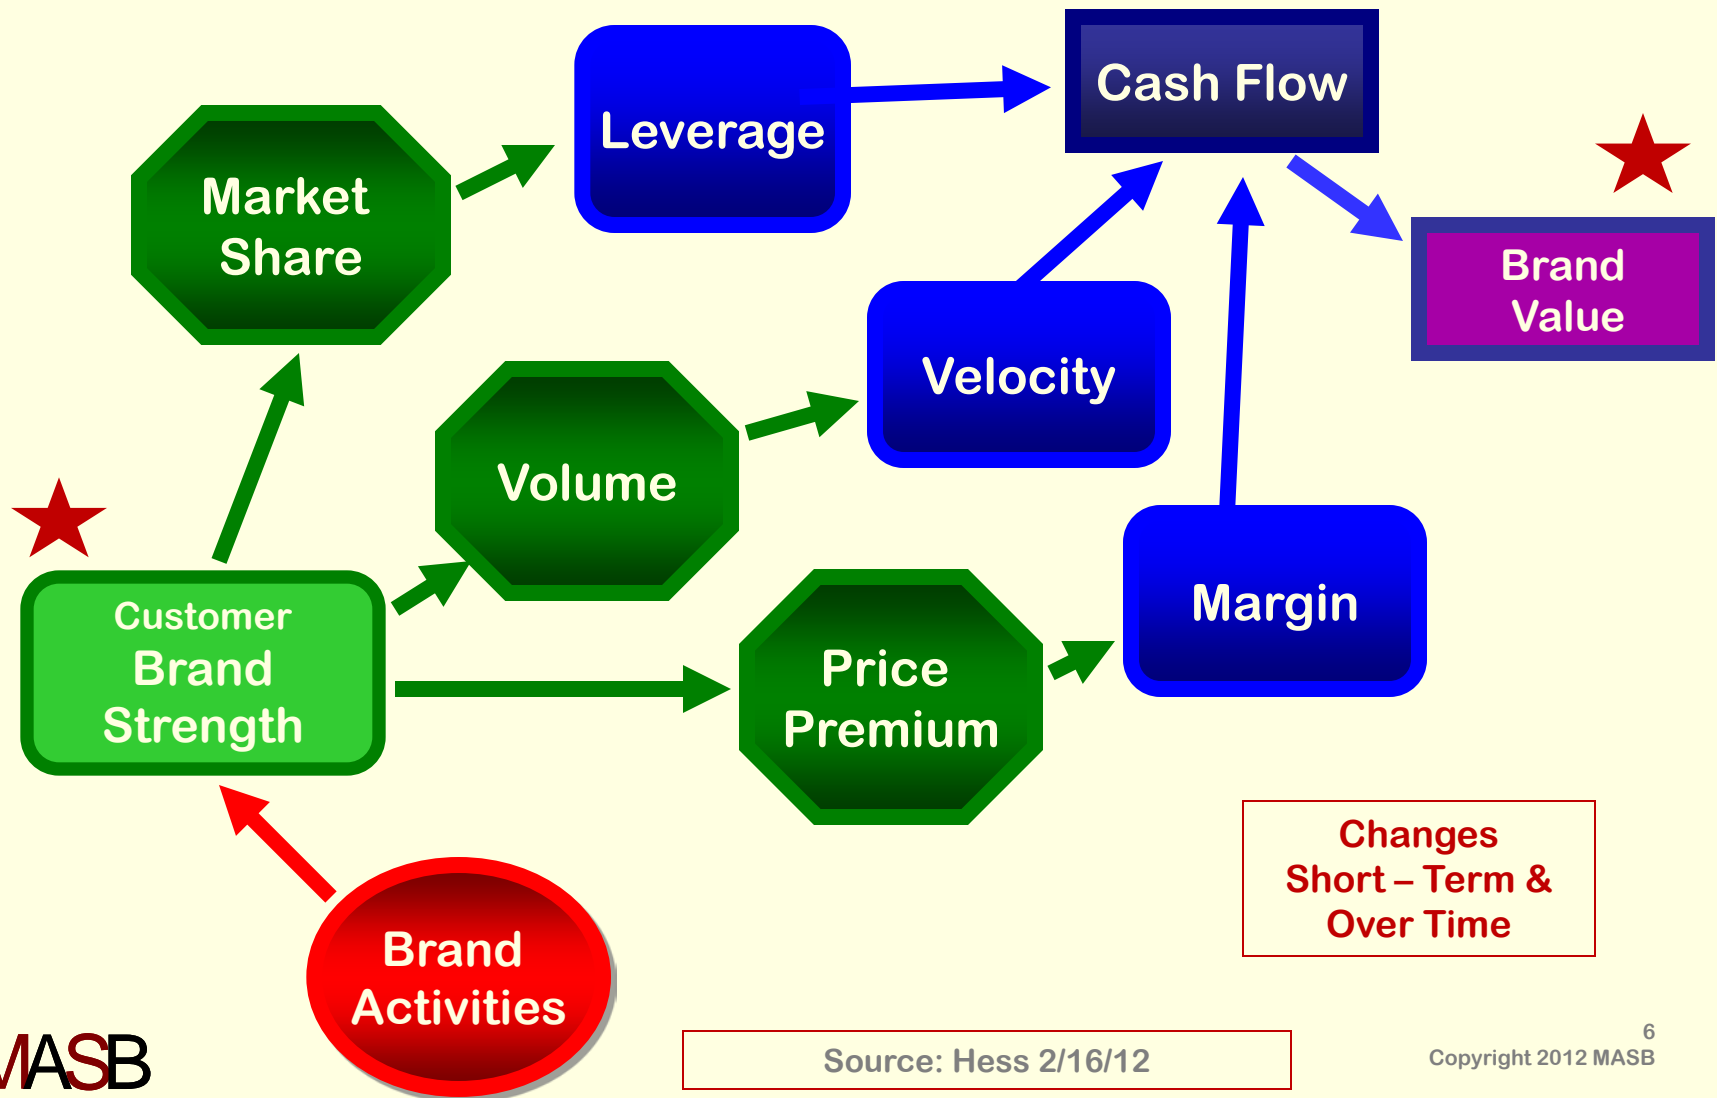 Cash Flow
Leverage
Market
Share
Brand
Value
Velocity
Volume
Margin
Customer
Brand
Strength
Price
Premium
Changes
Short – Term &
Over Time
Brand
Activities
MASB
Source: Hess 2/16/12
6
Copyright 2012 MASB